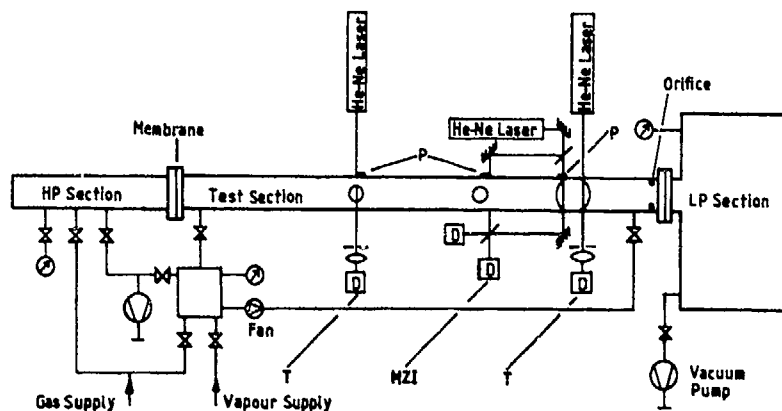 He-Ne Laser
He-Ne Laser
Orifice
Membrane
He-Ne Laser
P
P
HP Section
Test Section
LP Section
D
D
D
D
Fan
T
MZI
T
Vacuum
Pump
Gas Supply
Vapour Supply